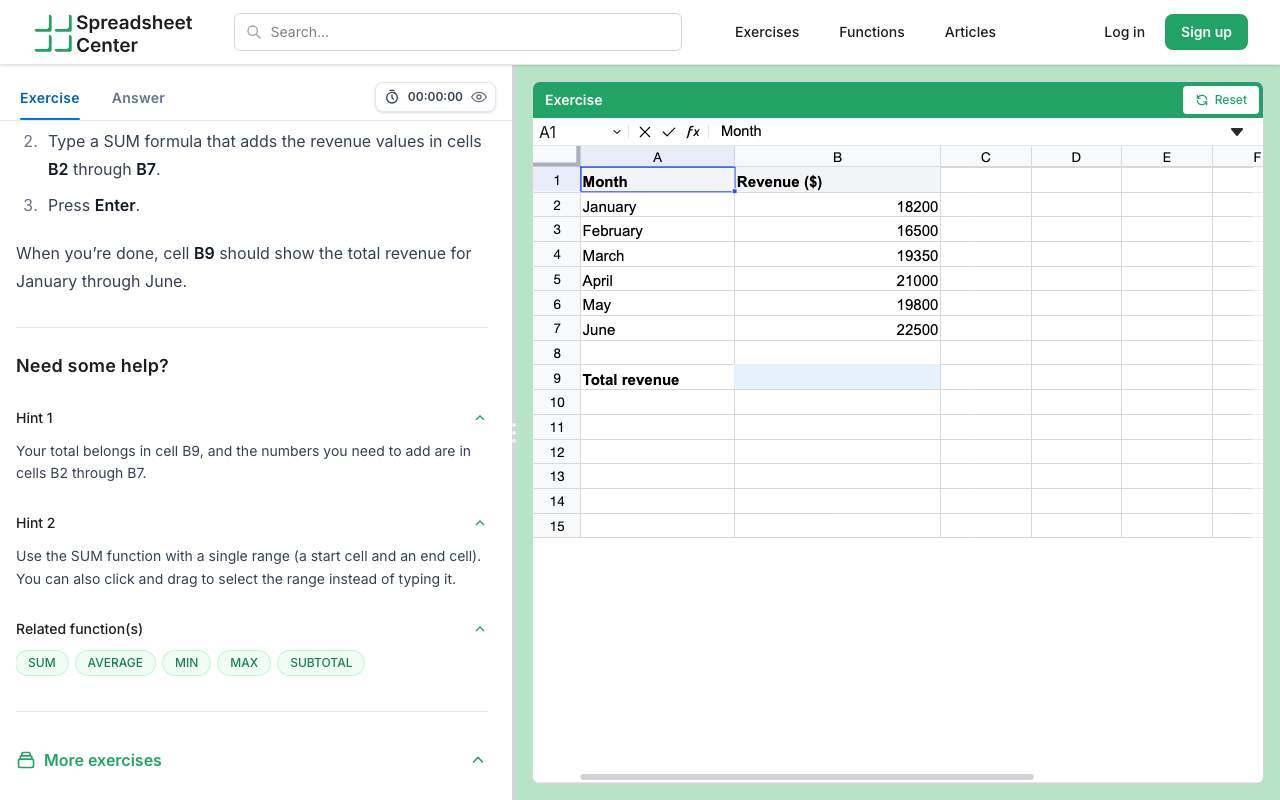 Spreadsheet
Center
Search...
Exercises
Functions
Articles
Log in
Sign up
Exercise
Answer
00:00:00
2. Type a SUM formula that adds the revenue values in cells
B2 through B7.
3. Press Enter.
When you’re done, cell B9 should show the total revenue for
January through June.
Need some help?
Hint 1
Your total belongs in cell B9, and the numbers you need to add are in
cells B2 through B7.
Hint 2
Use the SUM function with a single range (a start cell and an end cell).
You can also click and drag to select the range instead of typing it.
Related function(s)
SUM AVERAGE MIN MAX SUBTOTAL
More exercises
Exercise
Reset
A1 fx Month
A B C D E F
1 Month Revenue ($)
2 January 18200
3 February 16500
4 March 19350
5 April 21000
6 May 19800
7 June 22500
8
9 Total revenue
10
11
12
13
14
15